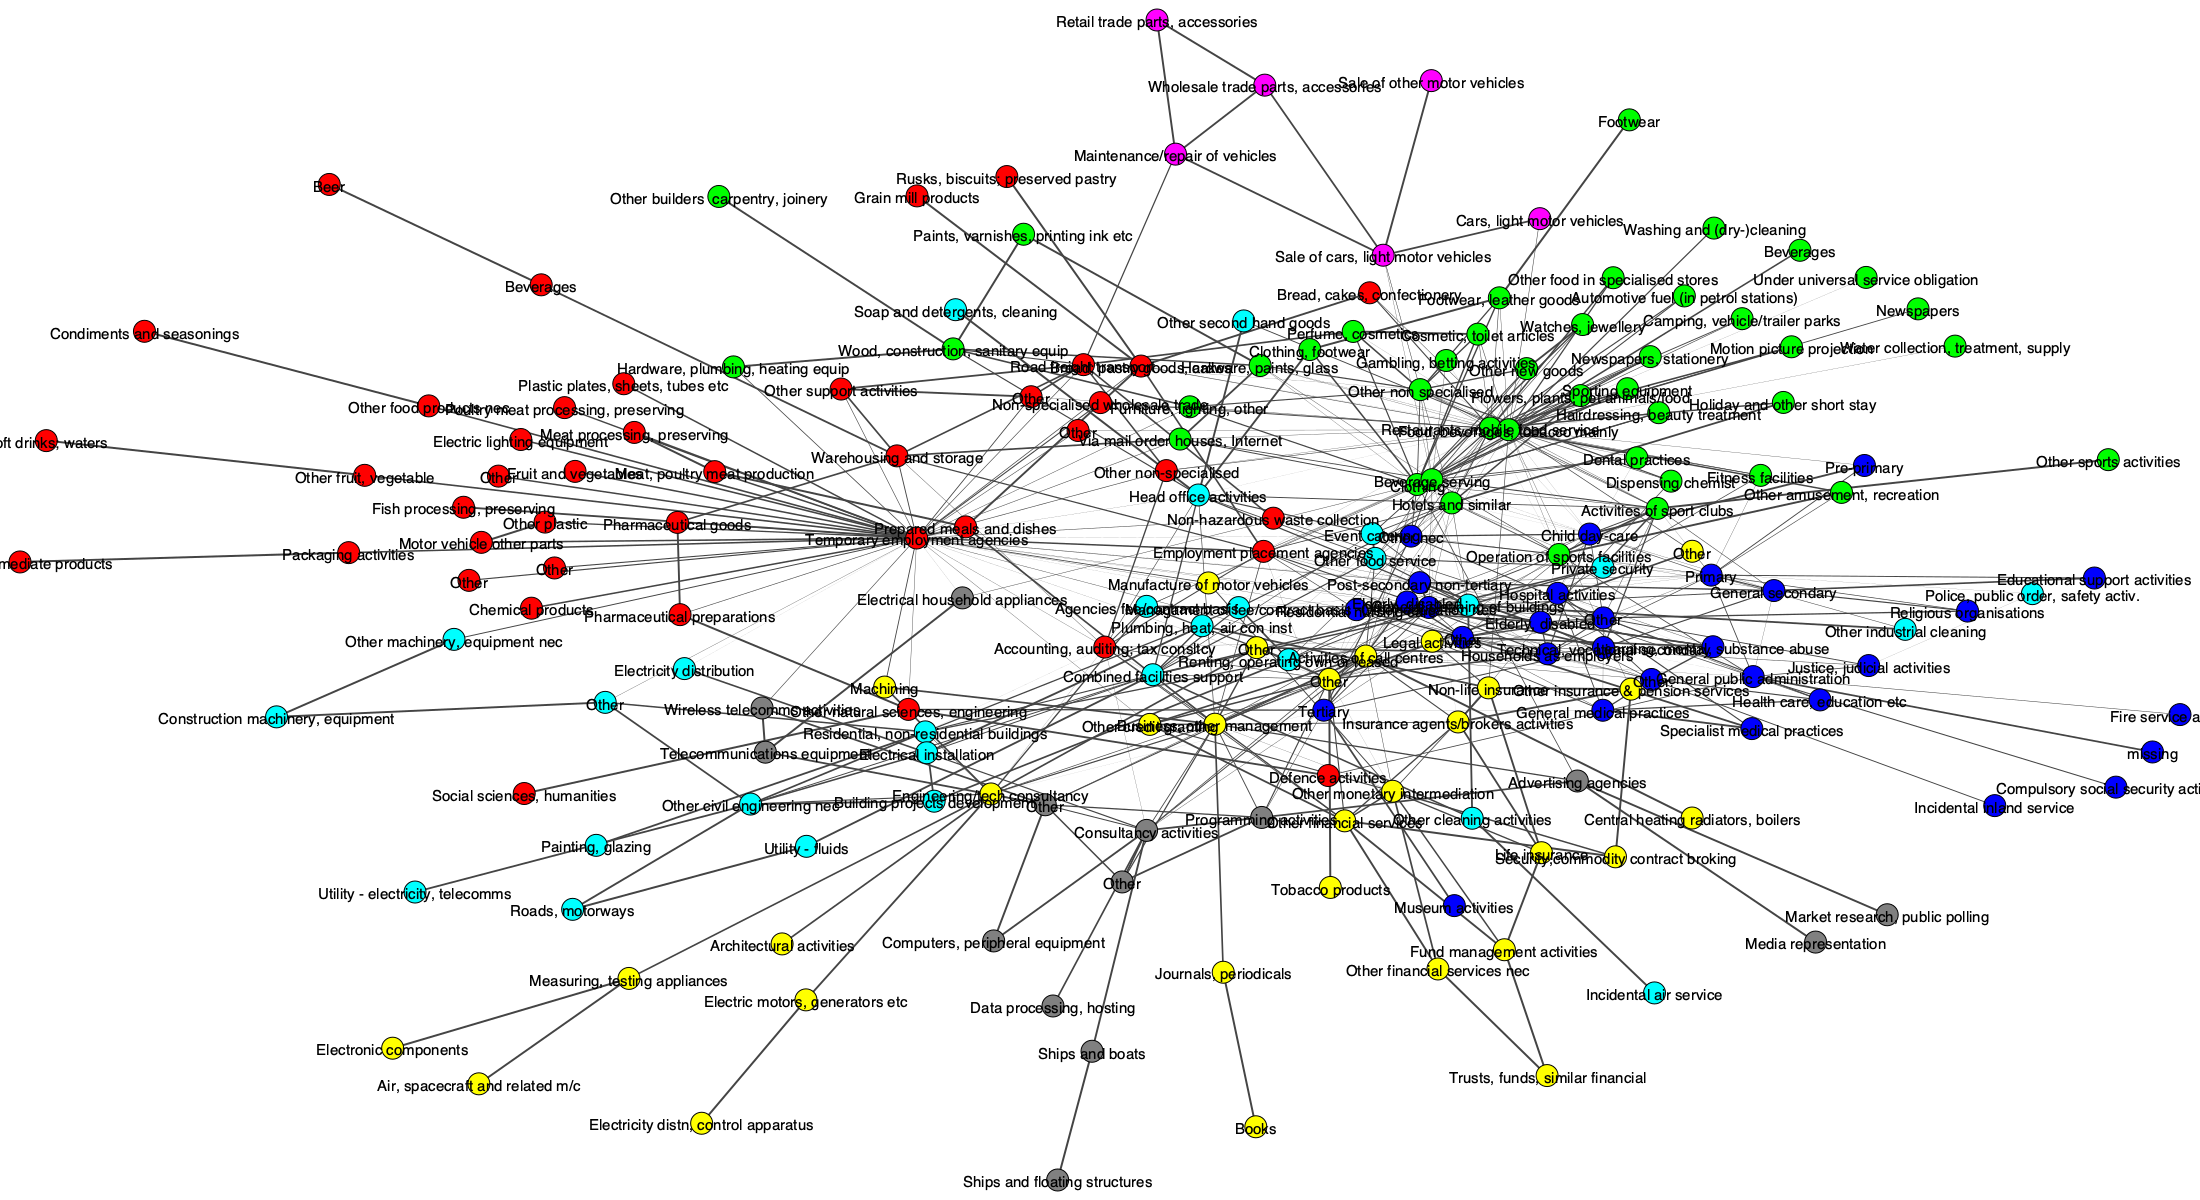 Retail trade parts, accessories
Wholesale trade parts, accessories
Sale of other motor vehicles
Footwear
Maintenance/repair of vehicles
Rusks, biscuits; preserved pastry
Beer
Other builders carpentry, joinery
Grain mill products
Cars, light motor vehicles
Washing and (dry-)cleaning
Paints, varnishes, printing ink etc
Beverages
Sale of cars, light motor vehicles
Other food in specialised stores
Under universal service obligation
Beverages
Bread, cakes, confectionery
Footwear, leather goods
Automotive fuel (in petrol stations)
Soap and detergents, cleaning
Newspapers
Other second hand goods
Camping, vehicle/trailer parks
Watches, jewellery
Condiments and seasonings
Perfume, cosmetics
Cosmetic, toilet articles
Wood, construction, sanitary equip
Clothing, footwear
Motion picture projection
Water collection, treatment, supply
Newspapers, stationery
Gambling, betting activities
Hardware, plumbing, heating equip
Road freight transport
Hardware, paints, glass
Other new goods
Plastic plates, sheets, tubes etc
Other support activities
Other non specialised
Sporting equipment
Flowers, plants, pet animals/food
Other
Non-specialised wholesale trade
Furniture, lighting, other
Holiday and other short stay
Other food products nec
Poultry meat processing, preserving
Hairdressing, beauty treatment
Restaurants, mobile food service
Food, beverages, tobacco mainly
Other
Meat processing, preserving
Electric lighting equipment
Via mail order houses, Internet
oft drinks; waters
Warehousing and storage
Dental practices
Other sports activities
Pre-primary
Other non-specialised
Other fruit, vegetable
Other
Fruit and vegetables
Meat, poultry meat production
Beverage serving
Clothing
Dispensing chemist
Fitness facilities
Other amusement, recreation
Head office activities
Hotels and similar
Fish processing, preserving
Activities of sport clubs
Other plastic
Pharmaceutical goods
Non-hazardous waste collection
Prepared meals and dishes
Temporary employment agencies
Event catering
Other nec
Child day-care
Motor vehicle other parts
Packaging activities
Employment placement agencies
Operation of sports facilities
Other
mediate products
Other food service
Private security
Other
Other
Primary
Educational support activities
Manufacture of motor vehicles
Post-secondary non-tertiary
General secondary
Police, public order, safety activ.
Hospital activities
Electrical household appliances
Chemical products
Religious organisations
Pharmaceutical preparations
Plumbing, heat, air con inst
Elderly, disabled
Other
Other industrial cleaning
Other machinery, equipment nec
Legal activities
Other
Accounting, auditing; tax consltcy
Other
Activities of call centres
Renting, operating own or leased
Households as employers
Justice, judicial activities
Electricity distribution
Combined facilities support
General public administration
Other
Other
Machining
Non-life insurance
Other insurance & pension services
Other
Health care, education etc
Wireless telecomm activities
Other natural sciences, engineering
Tertiary
General medical practices
Fire service a
Construction machinery, equipment
Insurance agents/brokers activities
Specialist medical practices
Residential, non-residential buildings
Telecommunications equipment
Electrical installation
missing
Defence activities
Advertising agencies
Compulsory social security acti
Social sciences, humanities
Engineering/tech consultancy
Other monetary intermediation
Other civil engineering nec
Building projects development
Other
Incidental inland service
Programming activities
Other financial services
Other cleaning activities
Central heating radiators, boilers
Consultancy activities
Painting, glazing
Utility - fluids
Life insurance
Security,commodity contract broking
Other
Utility - electricity, telecomms
Tobacco products
Roads, motorways
Museum activities
Market research, public polling
Architectural activities
Computers, peripheral equipment
Media representation
Fund management activities
Measuring, testing appliances
Journals, periodicals
Other financial services nec
Electric motors, generators etc
Data processing, hosting
Incidental air service
Electronic components
Ships and boats
Air, spacecraft and related m/c
Trusts, funds, similar financial
Electricity distn, control apparatus
Books
Ships and floating structures